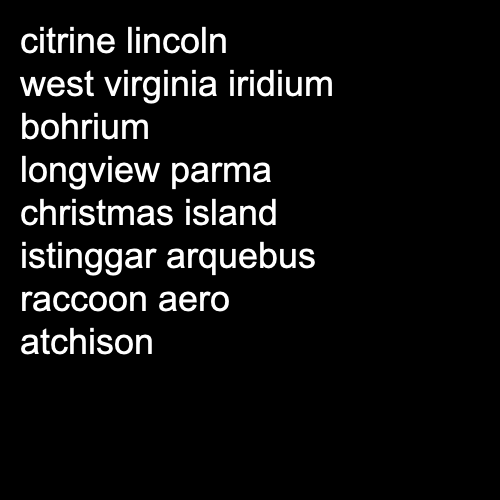 citrine lincoln
west virginia iridium
bohrium
longview parma
christmas island
istinggar arquebus
raccoon aero
atchison